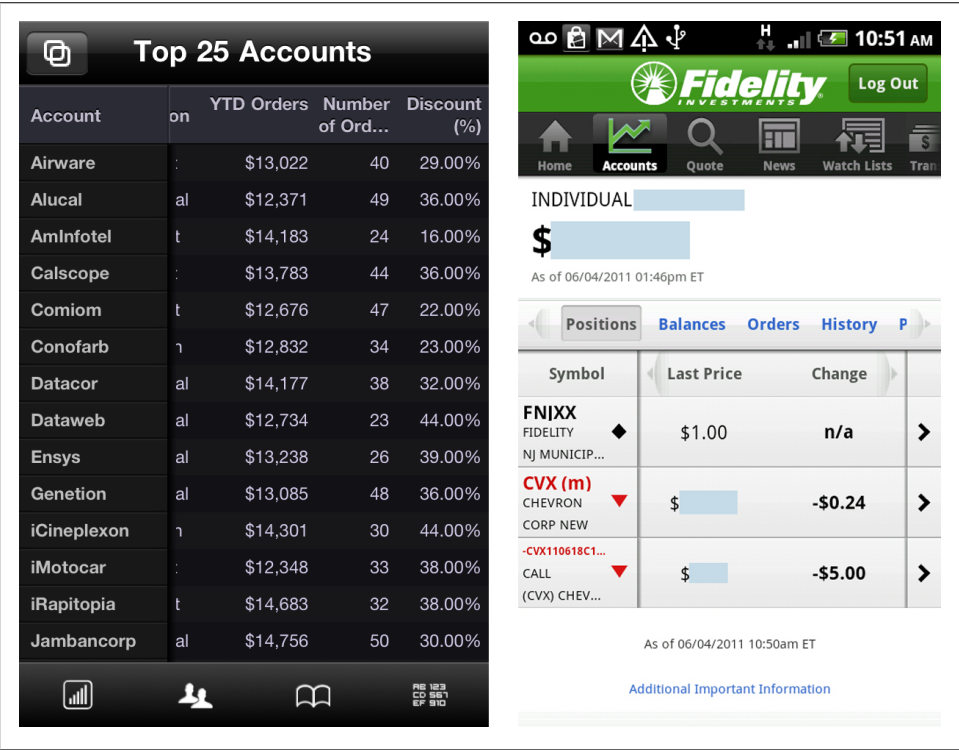 Top 25 Accounts
Account on YTD Orders Number of Ord... Discount (%)
Airware $13,022 40 29.00%
Alucal al $12,371 49 36.00%
AmInfotel t $14,183 24 16.00%
Calscope $13,783 44 36.00%
Comiom t $12,676 47 22.00%
Conofarb $12,832 34 23.00%
Datacor al $14,177 38 32.00%
Dataweb al $12,734 23 44.00%
Ensys al $13,238 26 39.00%
Genetion al $13,085 48 36.00%
iCineplexon $14,301 30 44.00%
iMotocar $12,348 33 38.00%
iRapitopia t $14,683 32 38.00%
Jambancorp al $14,756 50 30.00%
AE 123
CD 567
EF 910
H 10:51 AM
Fidelity Log Out
INVESTMENTS
Home Accounts Quote News Watch Lists Tran
INDIVIDUAL
$
As of 06/04/2011 01:46pm ET
Positions Balances Orders History P
Symbol Last Price Change
FNJXX
FIDELITY $1.00 n/a
NJ MUNICIP...
CVX (m)
CHEVRON $ -$0.24
CORP NEW
-CVX110618C1...
CALL $ -$5.00
(CVX) CHEV...
As of 06/04/2011 10:50am ET
Additional Important Information